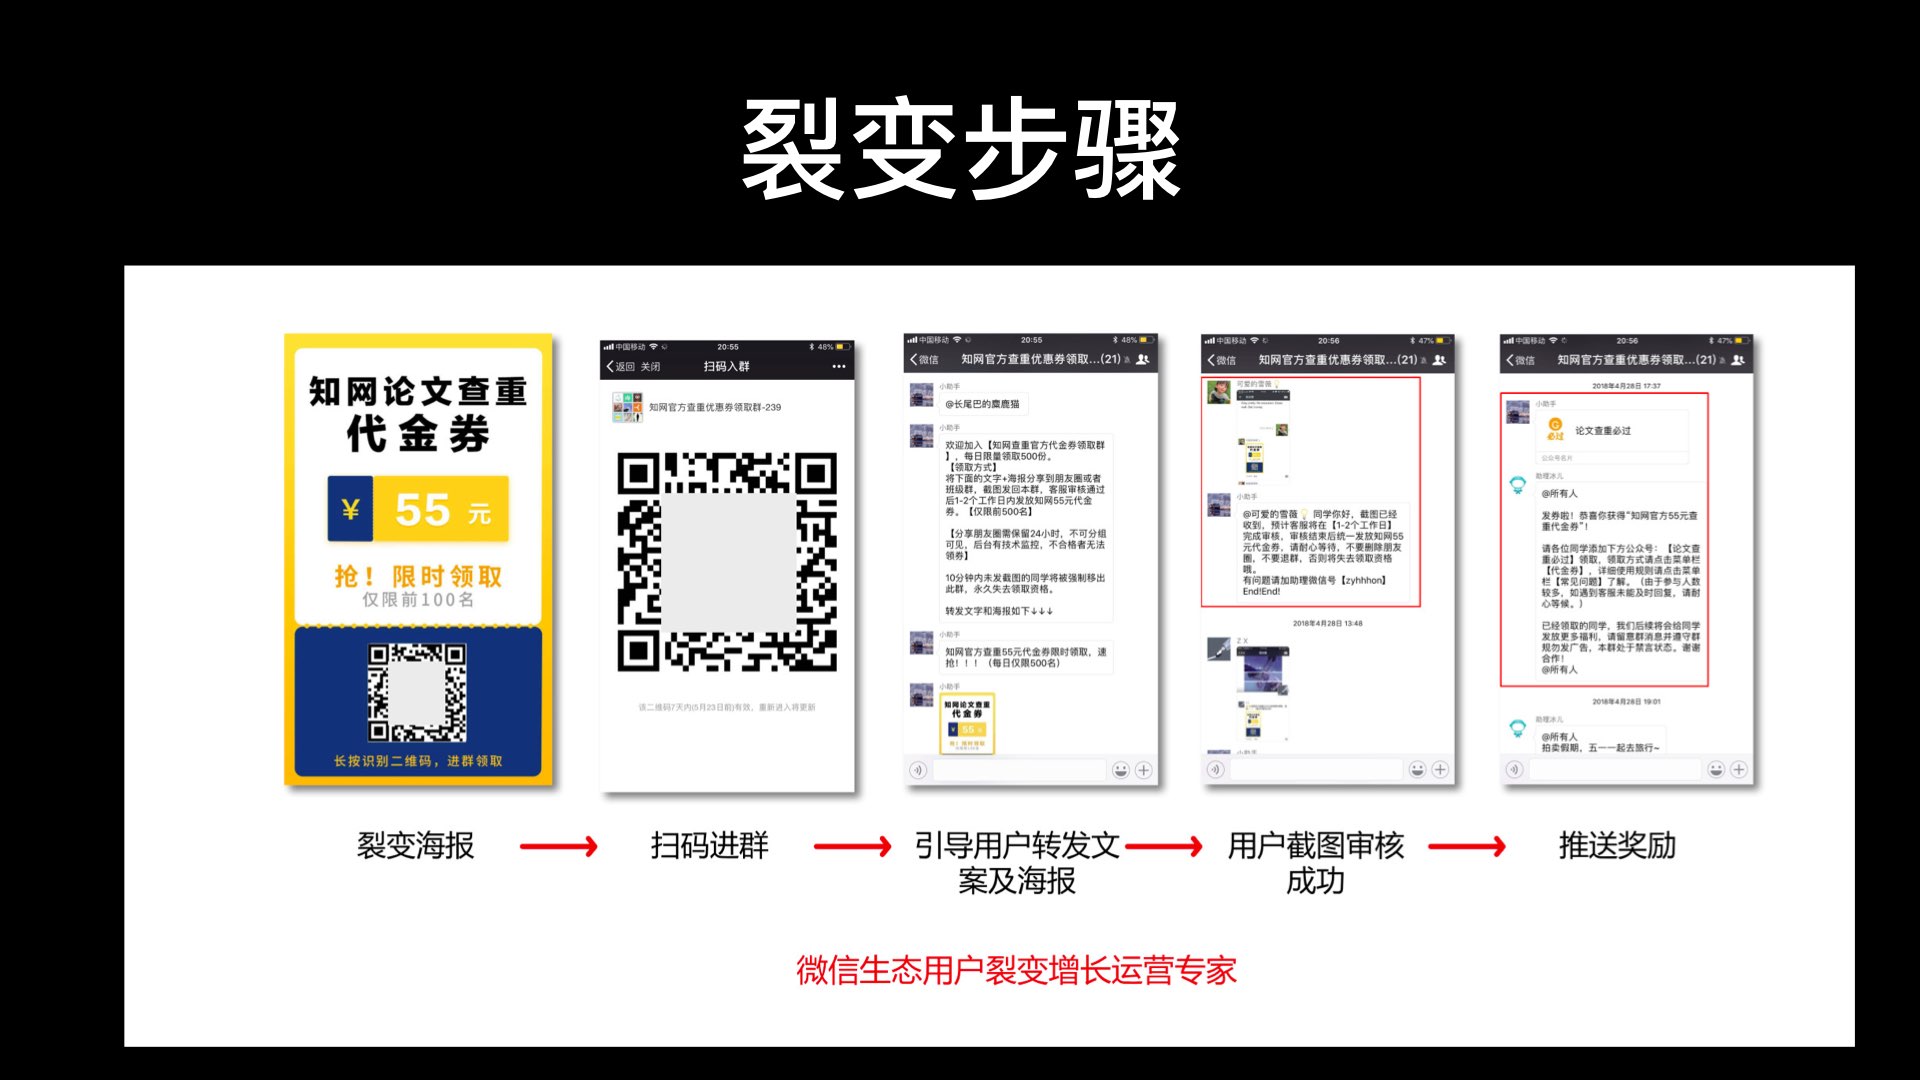 裂变步骤
知网论文查重
代金券
¥ 55 元
抢！限时领取
仅限前100名
长按识别二维码，进群领取
中国移动 20:55 48%
返回 关闭 扫码入群
知网官方查重优惠券领取群-239
该二维码7天内(5月23日前)有效，重新进入将更新
中国移动 20:55 48%
微信 知网官方查重优惠券领取...(21)
小助手
@长尾巴的麋鹿猫
小助手
欢迎加入【知网查重官方代金券领取群
】，每日限量领取500份。
【领取方式】
将下面的文字+海报分享到朋友圈或者
班级群，截图发回本群，客服审核通过
后1-2个工作日内发放知网55元代金
券。【仅限前500名】
【分享朋友圈需保留24小时，不可分组
可见，后台有技术监控，不合格者无法
领券】
10分钟内未发截图的同学将被强制移出
此群，永久失去领取资格。
转发文字和海报如下↓↓↓
小助手
知网官方查重55元代金券限时领取，速
抢！！！（每日仅限500名）
小助手
知网论文查重
代金券
¥ 55 元
中国移动 20:56 47%
微信 知网官方查重优惠券领取...(21)
可爱的雪薇
小助手
@可爱的雪薇 同学你好，截图已经
收到，预计客服将在【1-2个工作日】
完成审核，审核结束后统一发放知网55
元代金券，请耐心等待，不要删除朋友
圈，不要退群，否则将失去领取资格
哦。
有问题请加助理微信号【zyhhhon】
End!End!
2018年4月28日 13:48
Z X
小助手
中国移动 20:56 47%
微信 知网官方查重优惠券领取...(21)
2018年4月28日 17:37
小助手
必过 论文查重必过
公众号名片
助理冰儿
@所有人
发券啦！恭喜你获得“知网官方55元查
重代金券”！
请各位同学添加下方公众号：【论文查
重必过】领取，领取方式请点击菜单栏
【代金券】，详细使用规则请点击菜单
栏【常见问题】了解。（由于参与人数
较多，如遇到客服未能及时回复，请耐
心等候。）
已经领取的同学，我们后续将会给同学
发放更多福利，请留意群消息并遵守群
规勿发广告，本群处于禁言状态。谢谢
合作！
@所有人
2018年4月28日 19:01
助理冰儿
@所有人
拍卖假期，五一一起去旅行~
裂变海报
扫码进群
引导用户转发文
案及海报
用户截图审核
成功
推送奖励
微信生态用户裂变增长运营专家